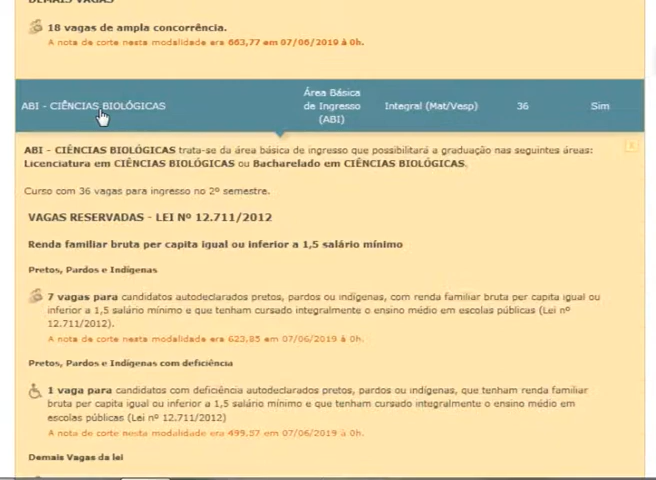 DEMAIS VAGAS
18 vagas de ampla concorrência.
A nota de corte nesta modalidade era 663,77 em 07/06/2019 à 0h.
ABI - CIÊNCIAS BIOLÓGICAS
Área Básica
de Ingresso
(ABI)
Integral (Mat/Vesp)
36
Sim
ABI - CIÊNCIAS BIOLÓGICAS trata-se da área básica de ingresso que possibilitará a graduação nas seguintes áreas:
Licenciatura em CIÊNCIAS BIOLÓGICAS ou Bacharelado em CIÊNCIAS BIOLÓGICAS.
Curso com 36 vagas para ingresso no 2º semestre.
VAGAS RESERVADAS - LEI Nº 12.711/2012
Renda familiar bruta per capita igual ou inferior a 1,5 salário mínimo
Pretos, Pardos e Indígenas
7 vagas para candidatos autodeclarados pretos, pardos ou indígenas, com renda familiar bruta per capita igual ou
inferior a 1,5 salário mínimo e que tenham cursado integralmente o ensino médio em escolas públicas (Lei nº
12.711/2012).
A nota de corte nesta modalidade era 623,85 em 07/06/2019 à 0h.
Pretos, Pardos e Indígenas com deficiência
1 vaga para candidatos com deficiência autodeclarados pretos, pardos ou indígenas, que tenham renda familiar
bruta per capita igual ou inferior a 1,5 salário mínimo e que tenham cursado integralmente o ensino médio em
escolas públicas (Lei nº 12.711/2012)
A nota de corte nesta modalidade era 499,57 em 07/06/2019 à 0h.
Demais Vagas da lei